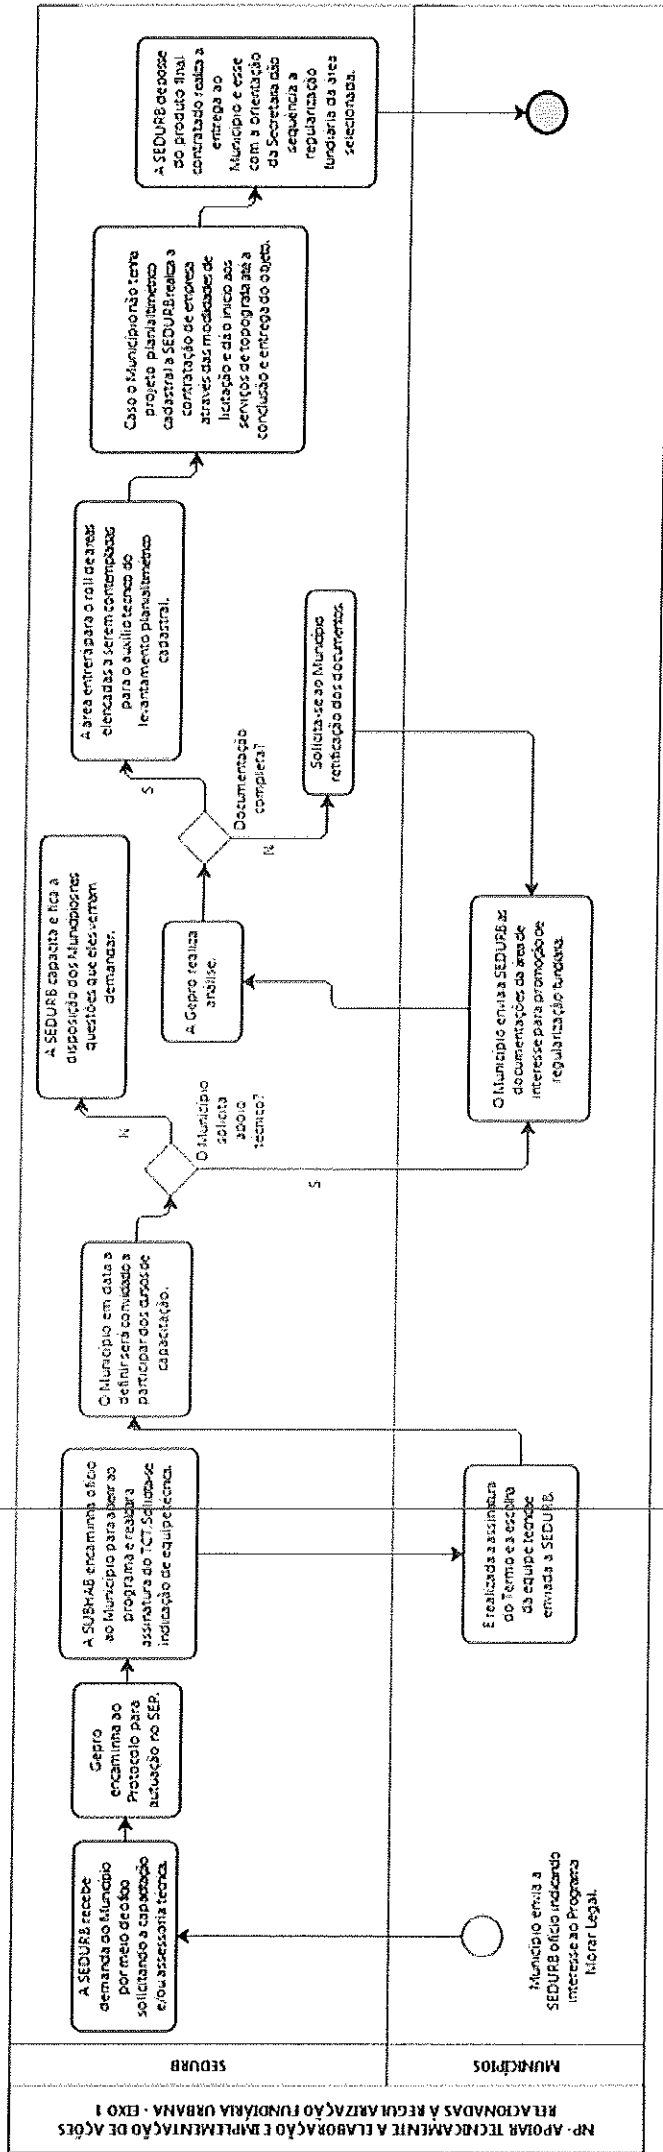 NP - APOIAR TECNICAMENTE A ELABORAÇÃO E IMPLEMENTAÇÃO DE AÇÕES
RELACIONADAS À REGULARIZAÇÃO FUNDIÁRIA URBANA - EIXO 1
SEDURB
MUNICÍPIOS
Município envia a
SEDURB ofício indicando
interesse ao Programa
Morar Legal.
A SEDURB recebe
demanda do Município
por meio de ofício
solicitando a capacitação
e/ou assessoria técnica.
Gepro
encaminha ao
Protocolo para
autuação no SEP.
A SUBHAB encaminha ofício
ao Município para aderir ao
programa e realizar a
assinatura do TCT. Solicita-se
indicação de equipe técnica.
É realizada a assinatura
do Termo e a escolha
da equipe técnica e
enviada a SEDURB.
O Município em data a
definir será convidado a
participar dos cursos de
capacitação.
O Município
solicita
apoio
técnico?
N
S
A SEDURB capacita e fica a
disposição dos Municípios nas
questões que eles venham
demandar.
O Município envia a SEDURB as
documentações da área de
interesse para promoção de
regularização fundiária.
A Gepro realiza
análise.
Documentação
completa?
S
N
Solicita-se ao Município
retificação dos documentos.
A área entrará para o roll de áreas
elencadas a serem contempladas
para o auxílio técnico do
levantamento planialtimétrico
cadastral.
Caso o Município não tenha
projeto planialtimétrico
cadastral a SEDURB realiza a
contratação de empresa
através das modalidades de
licitação e dão início aos
serviços de topografia até a
conclusão e entrega do objeto.
A SEDURB de posse
do produto final
contratado realiza a
entrega ao
Município e esse
com a orientação
da Secretaria dão
sequência a
regularização
fundiária da área
selecionada.